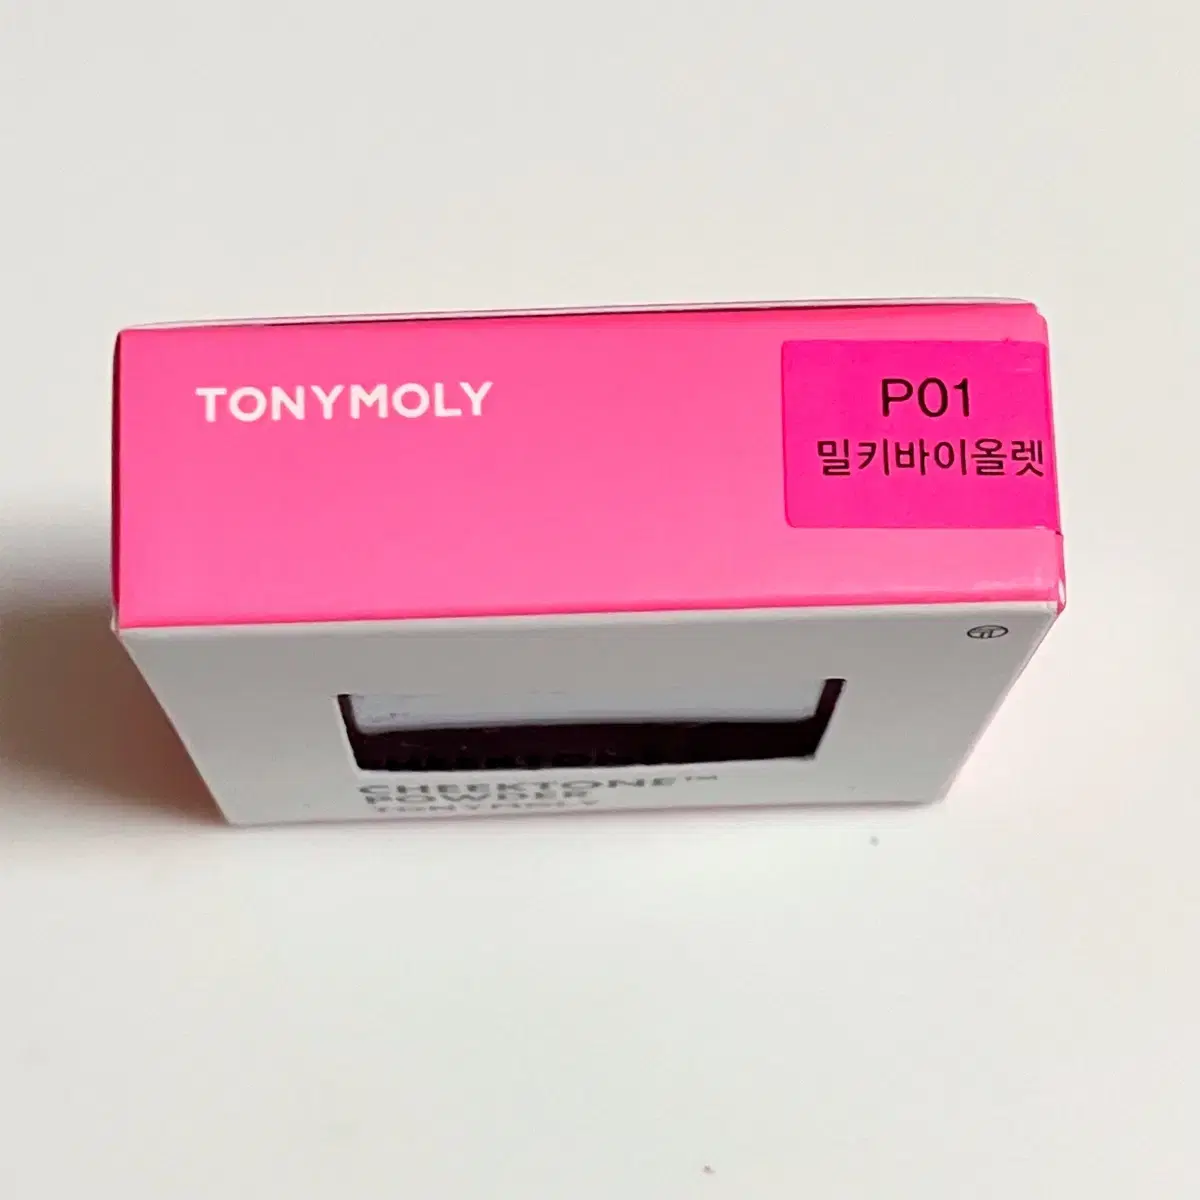 TONYMOLY
P01
밀키바이올렛
CHEEKTONE™
POWDER
TONYMOLY